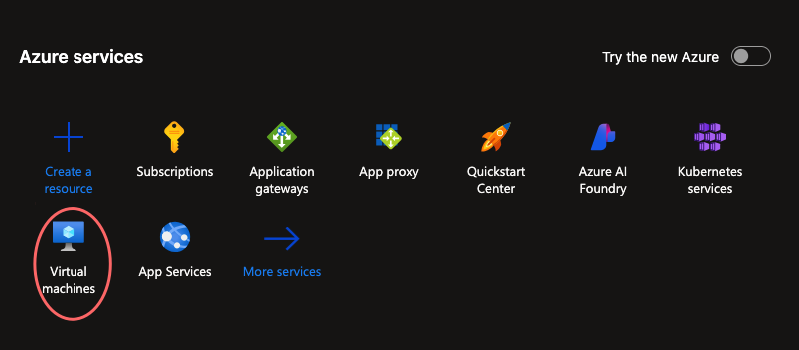 Azure services
Try the new Azure
Create a
resource
Subscriptions
Application
gateways
App proxy
Quickstart
Center
Azure AI
Foundry
Kubernetes
services
Virtual
machines
App Services
More services